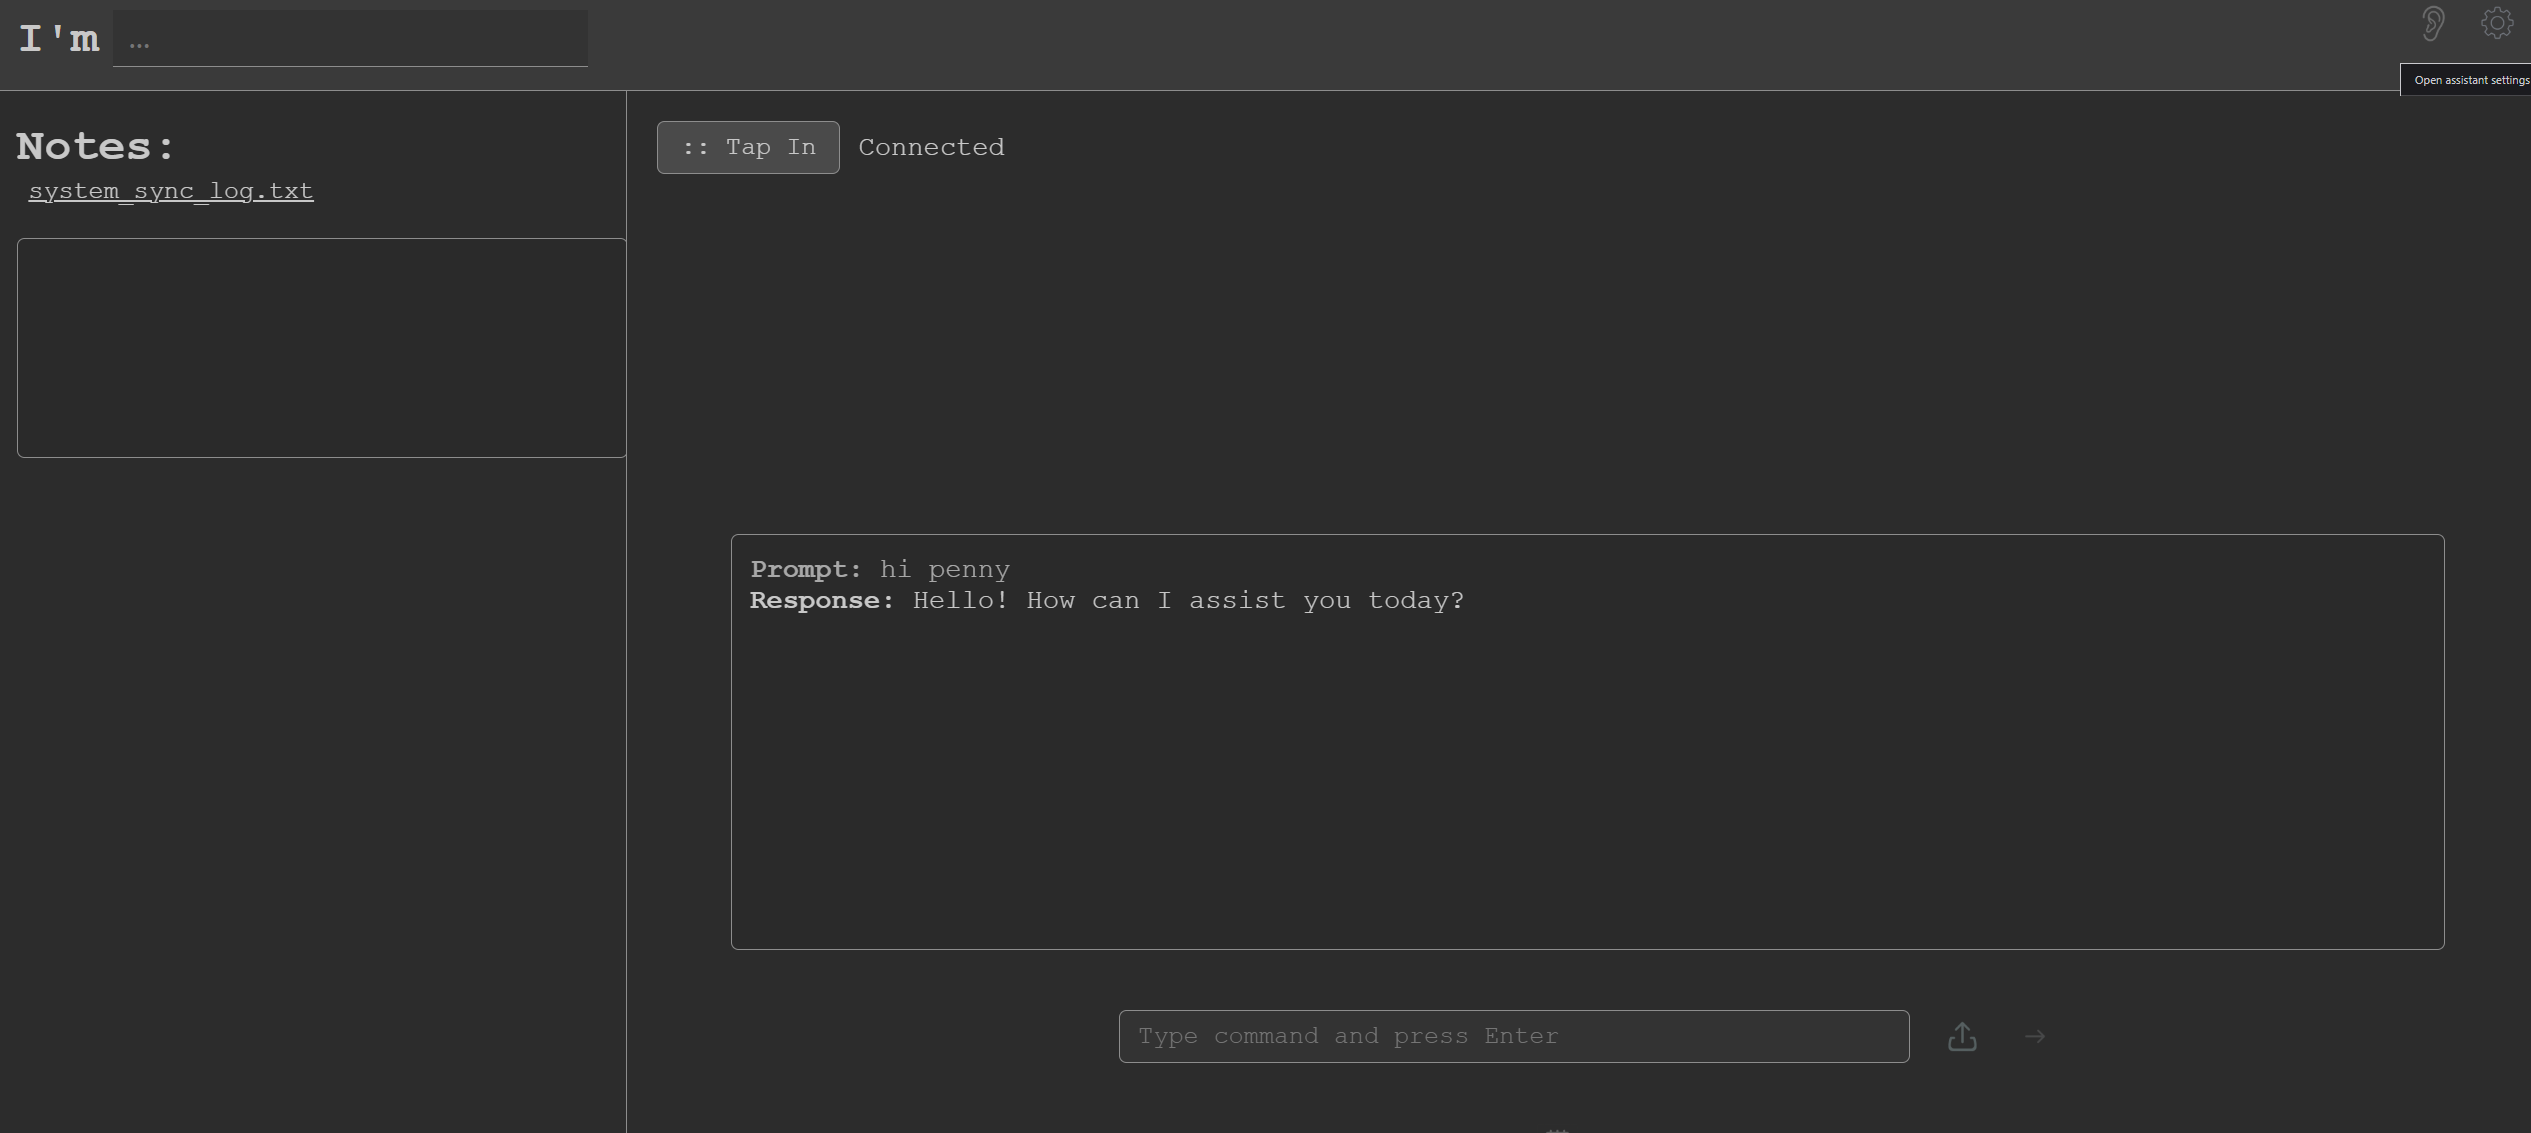 I'm ...
Open assistant settings
Notes:
system_sync_log.txt
:: Tap In Connected
Prompt: hi penny
Response: Hello! How can I assist you today?
Type command and press Enter